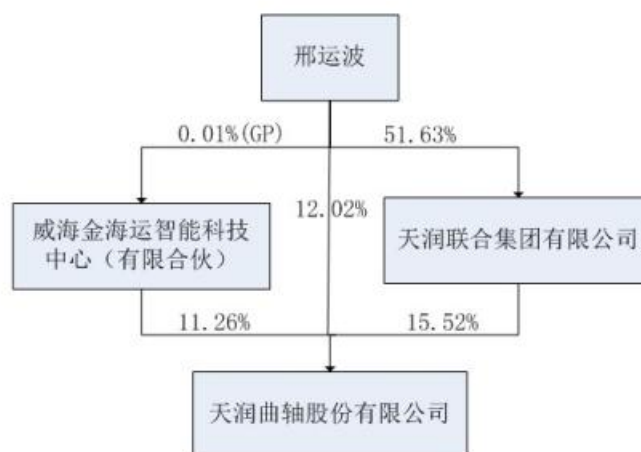 邢运波
0.01%(GP)
51.63%
12.02%
威海金海运智能科技
中心（有限合伙）
天润联合集团有限公司
11.26%
15.52%
天润曲轴股份有限公司